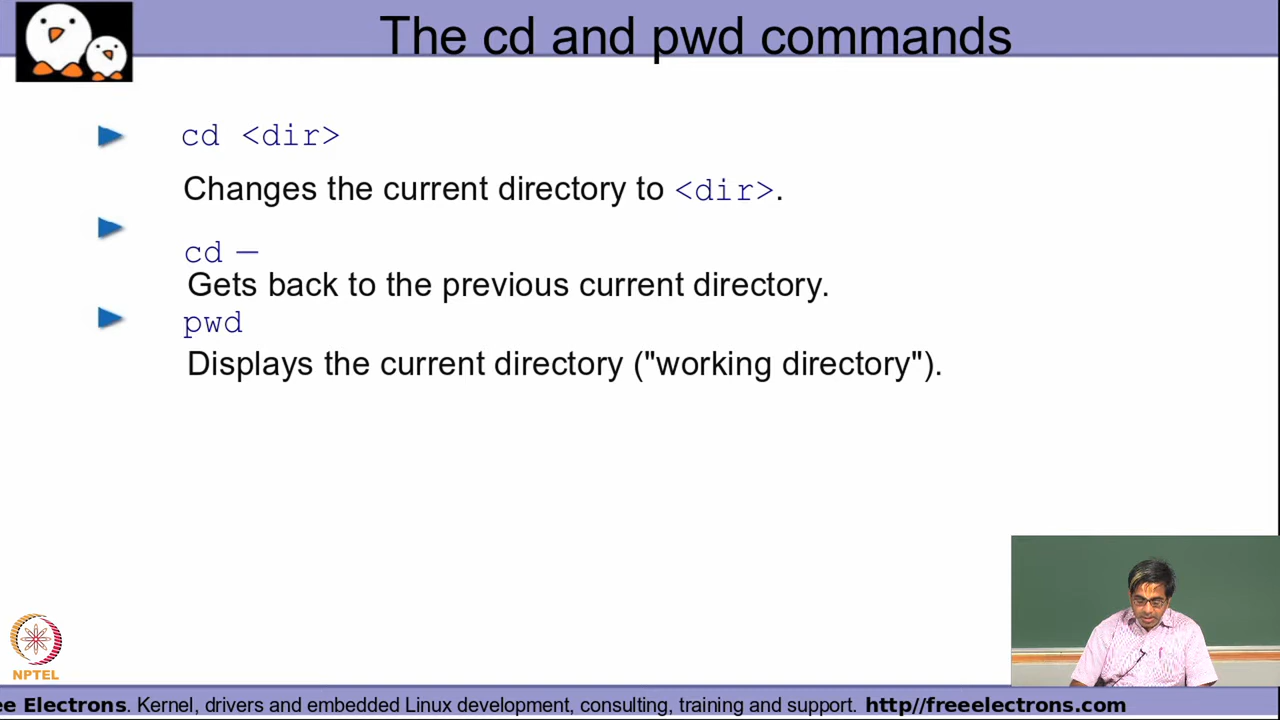 The cd and pwd commands
cd <dir>
Changes the current directory to <dir>.
cd –
Gets back to the previous current directory.
pwd
Displays the current directory ("working directory").
NPTEL
ee Electrons. Kernel, drivers and embedded Linux development, consulting, training and support. http//freeelectrons.com